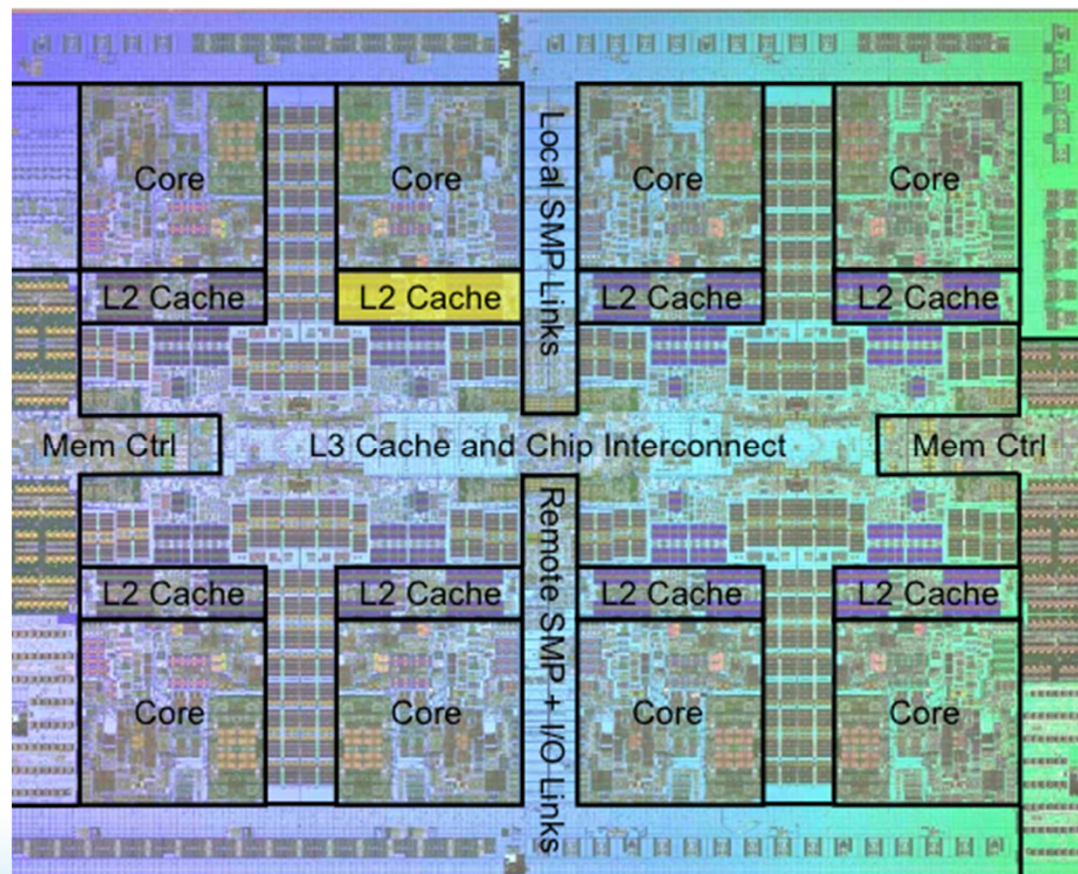 Core
Core
Core
Core
Local SMP Links
L2 Cache
L2 Cache
L2 Cache
L2 Cache
Mem Ctrl
L3 Cache and Chip Interconnect
Mem Ctrl
Remote SMP + I/O Links
L2 Cache
L2 Cache
L2 Cache
L2 Cache
Core
Core
Core
Core